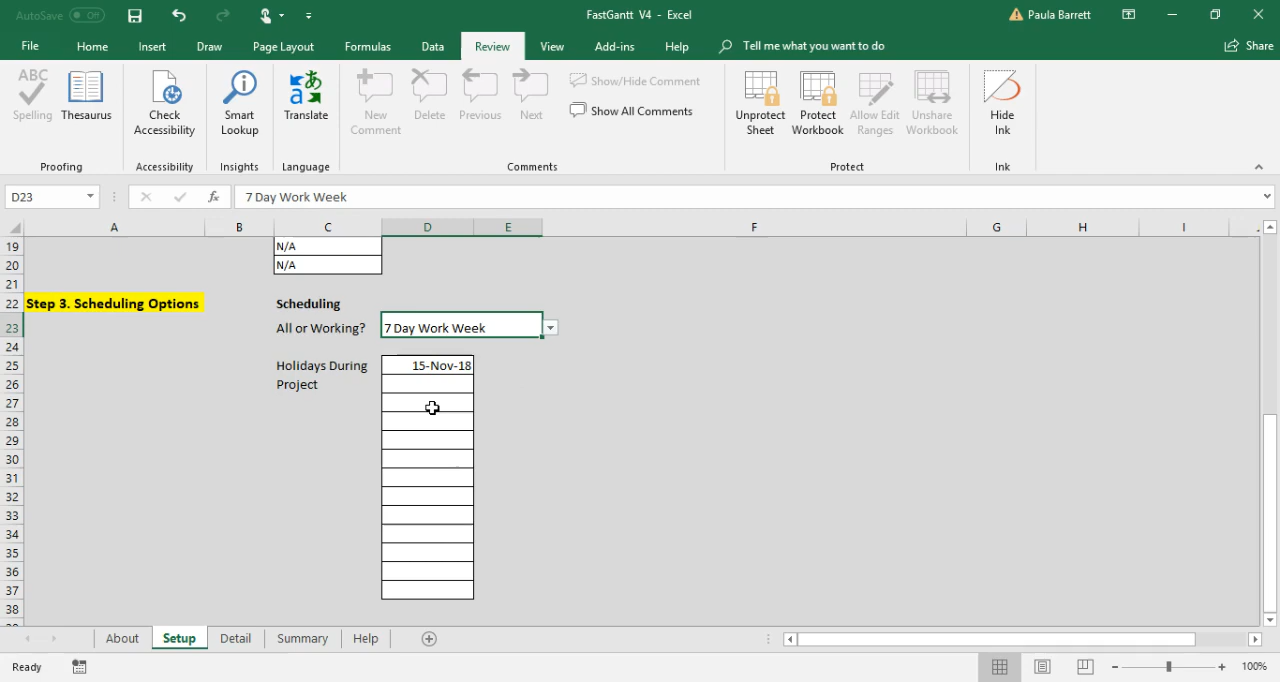 AutoSave Off
FastGantt V4 - Excel
Paula Barrett
File Home Insert Draw Page Layout Formulas Data Review View Add-ins Help Tell me what you want to do Share
ABC
Spelling
Thesaurus
Proofing
Check
Accessibility
Accessibility
Smart
Lookup
Insights
Translate
Language
New
Comment
Delete
Previous
Next
Show/Hide Comment
Show All Comments
Comments
Unprotect
Sheet
Protect
Workbook
Allow Edit
Ranges
Unshare
Workbook
Protect
Hide
Ink
Ink
D23 fx 7 Day Work Week
A B C D E F G H I
19 N/A
20 N/A
21
22 Step 3. Scheduling Options Scheduling
23 All or Working? 7 Day Work Week
24
25 Holidays During 15-Nov-18
26 Project
27
28
29
30
31
32
33
34
35
36
37
38
About Setup Detail Summary Help
Ready 100%